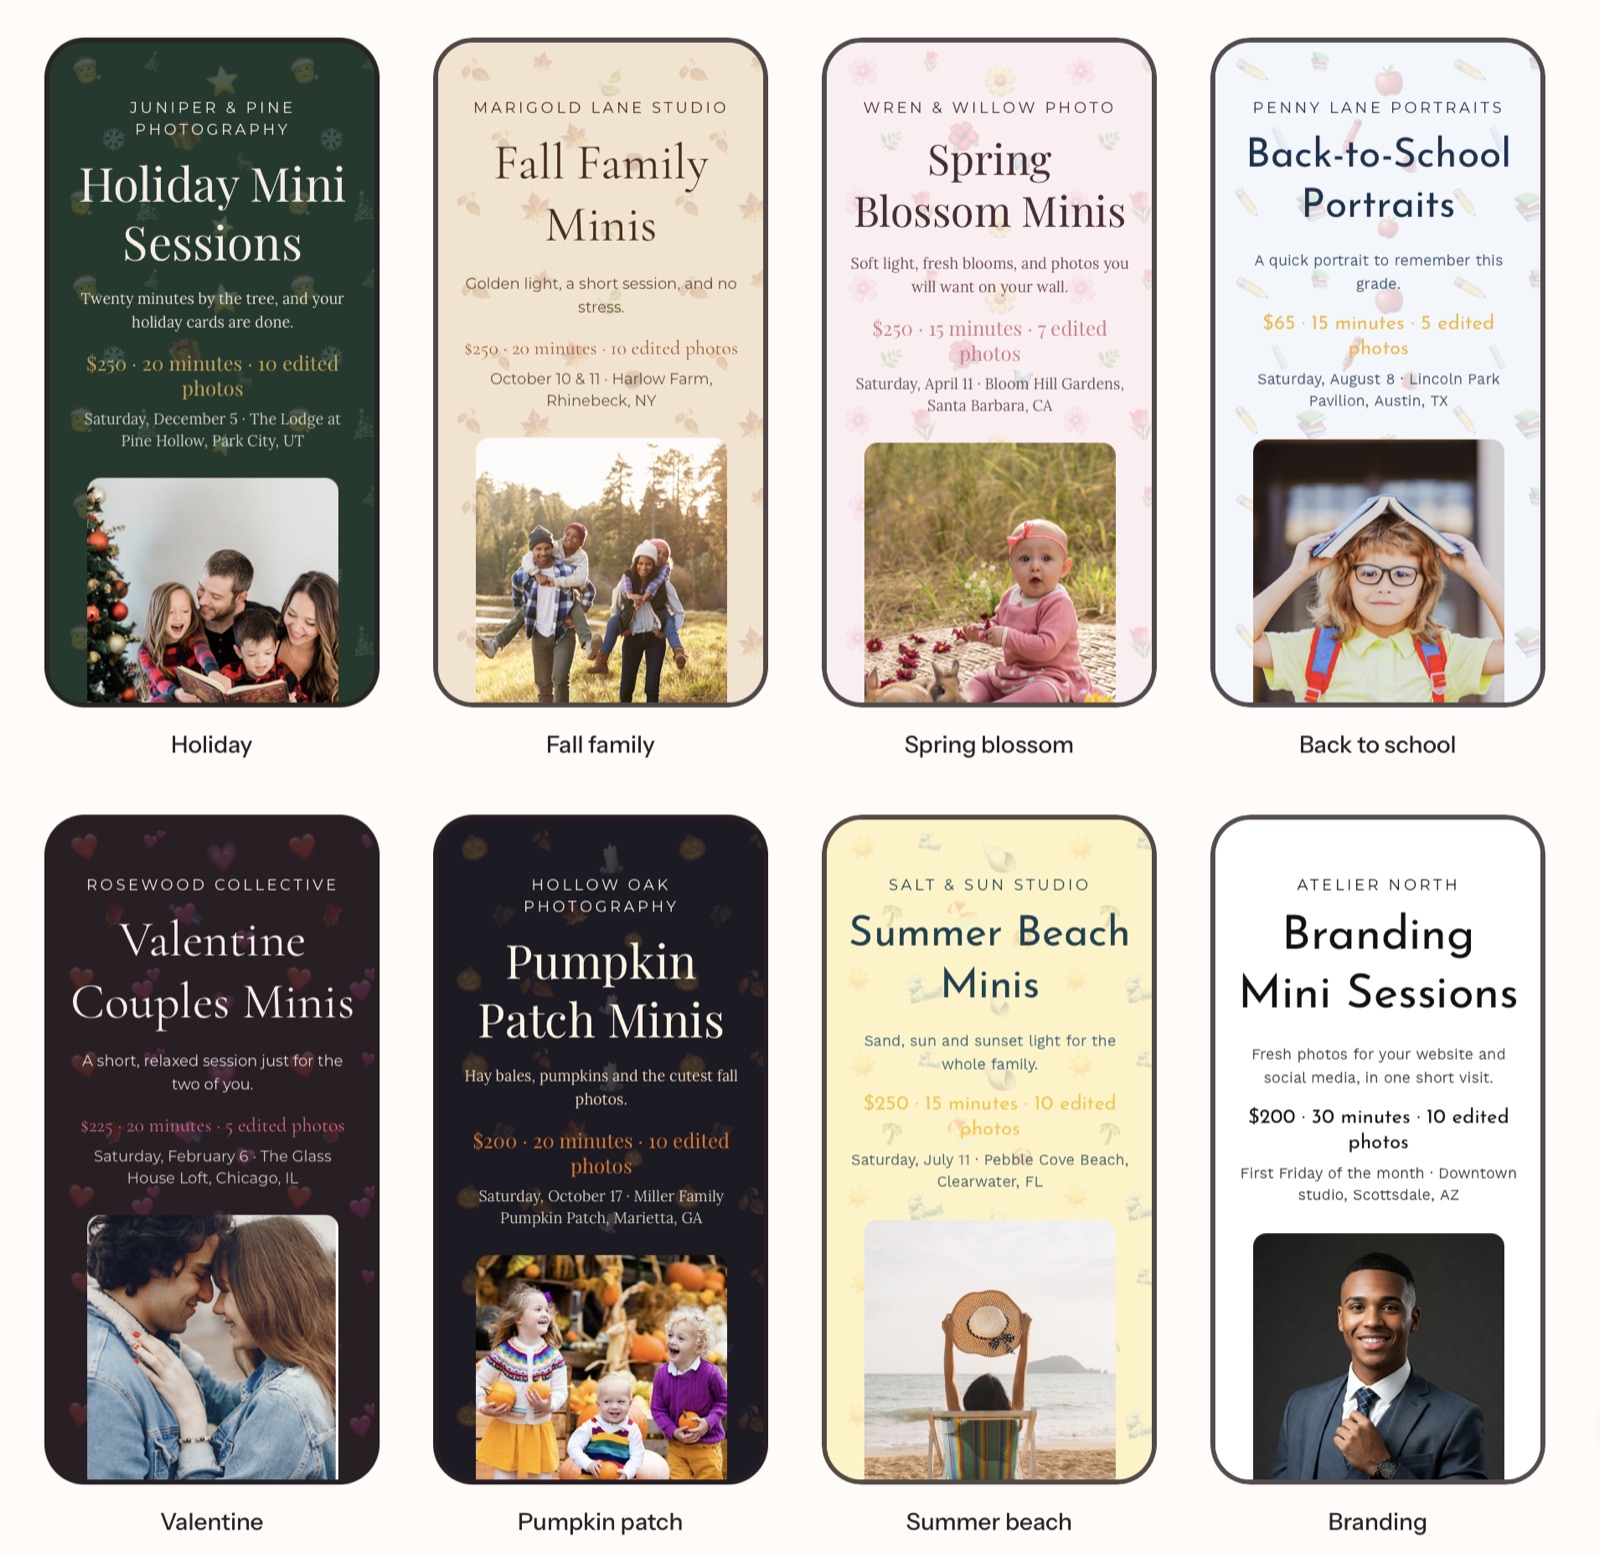 JUNIPER & PINE
PHOTOGRAPHY
Holiday Mini
Sessions
Twenty minutes by the tree, and your
holiday cards are done.
$250 · 20 minutes · 10 edited
photos
Saturday, December 5 · The Lodge at
Pine Hollow, Park City, UT
Holiday
MARIGOLD LANE STUDIO
Fall Family
Minis
Golden light, a short session, and no
stress.
$250 · 20 minutes · 10 edited photos
October 10 & 11 · Harlow Farm,
Rhinebeck, NY
Fall family
WREN & WILLOW PHOTO
Spring
Blossom Minis
Soft light, fresh blooms, and photos you
will want on your wall.
$250 · 15 minutes · 7 edited
photos
Saturday, April 11 · Bloom Hill Gardens,
Santa Barbara, CA
Spring blossom
PENNY LANE PORTRAITS
Back-to-School
Portraits
A quick portrait to remember this
grade.
$65 · 15 minutes · 5 edited
photos
Saturday, August 8 · Lincoln Park
Pavilion, Austin, TX
Back to school
ROSEWOOD COLLECTIVE
Valentine
Couples Minis
A short, relaxed session just for the
two of you.
$225 · 20 minutes · 5 edited photos
Saturday, February 6 · The Glass
House Loft, Chicago, IL
Valentine
HOLLOW OAK
PHOTOGRAPHY
Pumpkin
Patch Minis
Hay bales, pumpkins and the cutest fall
photos.
$200 · 20 minutes · 10 edited
photos
Saturday, October 17 · Miller Family
Pumpkin Patch, Marietta, GA
Pumpkin patch
SALT & SUN STUDIO
Summer Beach
Minis
Sand, sun and sunset light for the
whole family.
$250 · 15 minutes · 10 edited
photos
Saturday, July 11 · Pebble Cove Beach,
Clearwater, FL
Summer beach
ATELIER NORTH
Branding
Mini Sessions
Fresh photos for your website and
social media, in one short visit.
$200 · 30 minutes · 10 edited
photos
First Friday of the month · Downtown
studio, Scottsdale, AZ
Branding